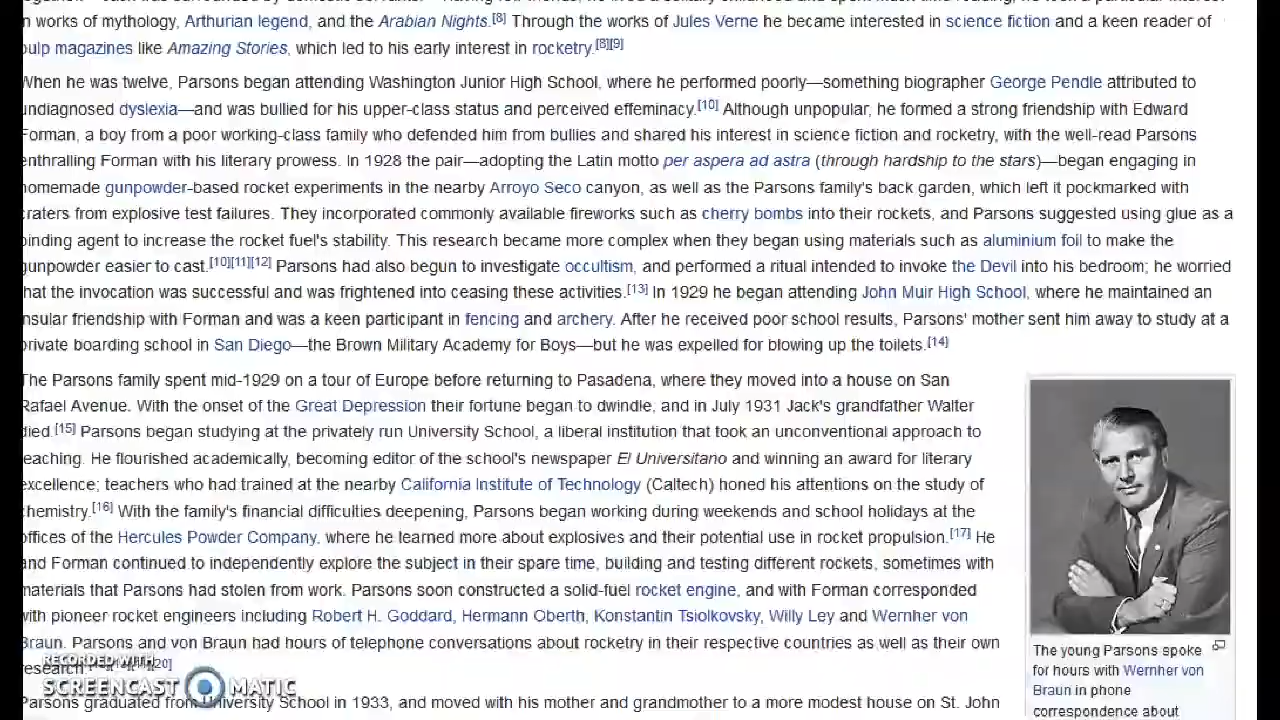 in works of mythology, Arthurian legend, and the Arabian Nights.[8] Through the works of Jules Verne he became interested in science fiction and a keen reader of
pulp magazines like Amazing Stories, which led to his early interest in rocketry.[8][9]
When he was twelve, Parsons began attending Washington Junior High School, where he performed poorly—something biographer George Pendle attributed to
undiagnosed dyslexia—and was bullied for his upper-class status and perceived effeminacy.[10] Although unpopular, he formed a strong friendship with Edward
Forman, a boy from a poor working-class family who defended him from bullies and shared his interest in science fiction and rocketry, with the well-read Parsons
enthralling Forman with his literary prowess. In 1928 the pair—adopting the Latin motto per aspera ad astra (through hardship to the stars)—began engaging in
homemade gunpowder-based rocket experiments in the nearby Arroyo Seco canyon, as well as the Parsons family's back garden, which left it pockmarked with
craters from explosive test failures. They incorporated commonly available fireworks such as cherry bombs into their rockets, and Parsons suggested using glue as a
binding agent to increase the rocket fuel's stability. This research became more complex when they began using materials such as aluminium foil to make the
gunpowder easier to cast.[10][11][12] Parsons had also begun to investigate occultism, and performed a ritual intended to invoke the Devil into his bedroom; he worried
that the invocation was successful and was frightened into ceasing these activities.[13] In 1929 he began attending John Muir High School, where he maintained an
insular friendship with Forman and was a keen participant in fencing and archery. After he received poor school results, Parsons' mother sent him away to study at a
private boarding school in San Diego—the Brown Military Academy for Boys—but he was expelled for blowing up the toilets.[14]
The Parsons family spent mid-1929 on a tour of Europe before returning to Pasadena, where they moved into a house on San
Rafael Avenue. With the onset of the Great Depression their fortune began to dwindle, and in July 1931 Jack's grandfather Walter
died.[15] Parsons began studying at the privately run University School, a liberal institution that took an unconventional approach to
teaching. He flourished academically, becoming editor of the school's newspaper El Universitano and winning an award for literary
excellence; teachers who had trained at the nearby California Institute of Technology (Caltech) honed his attentions on the study of
chemistry.[16] With the family's financial difficulties deepening, Parsons began working during weekends and school holidays at the
offices of the Hercules Powder Company, where he learned more about explosives and their potential use in rocket propulsion.[17] He
and Forman continued to independently explore the subject in their spare time, building and testing different rockets, sometimes with
materials that Parsons had stolen from work. Parsons soon constructed a solid-fuel rocket engine, and with Forman corresponded
with pioneer rocket engineers including Robert H. Goddard, Hermann Oberth, Konstantin Tsiolkovsky, Willy Ley and Wernher von
Braun. Parsons and von Braun had hours of telephone conversations about rocketry in their respective countries as well as their own
research.[20]
Parsons graduated from University School in 1933, and moved with his mother and grandmother to a more modest house on St. John
The young Parsons spoke
for hours with Wernher von
Braun in phone
correspondence about
RECORDED WITH
SCREENCAST MATIC